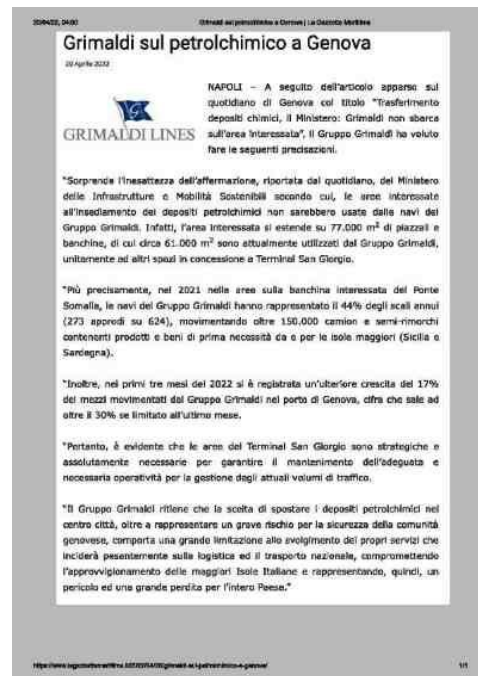 20/04/22, 04:00 Grimaldi sul petrolchimico a Genova | La Gazzetta Marittima
Grimaldi sul petrolchimico a Genova
20 Aprile 2022
GRIMALDI LINES
NAPOLI – A seguito dell'articolo apparso sul
quotidiano di Genova col titolo "Trasferimento
depositi chimici, il Ministero: Grimaldi non sbarca
sull'area interessata", il Gruppo Grimaldi ha voluto
fare le seguenti precisazioni.
"Sorprende l'inesattezza dell'affermazione, riportata dal quotidiano, del Ministero
delle Infrastrutture e Mobilità Sostenibili secondo cui, le aree interessate
all'insediamento dei depositi petrolchimici non sarebbero usate dalle navi del
Gruppo Grimaldi. Infatti, l'area interessata si estende su 77.000 m² di piazzali e
banchine, di cui circa 61.000 m² sono attualmente utilizzati dal Gruppo Grimaldi,
unitamente ad altri spazi in concessione a Terminal San Giorgio.
"Più precisamente, nel 2021 nelle aree sulla banchina interessata del Ponte
Somalia, le navi del Gruppo Grimaldi hanno rappresentato il 44% degli scali annui
(273 approdi su 624), movimentando oltre 150.000 camion e semi-rimorchi
contenenti prodotti e beni di prima necessità da e per le isole maggiori (Sicilia e
Sardegna).
"Inoltre, nei primi tre mesi del 2022 si è registrata un'ulteriore crescita del 17%
dei mezzi movimentati dal Gruppo Grimaldi nel porto di Genova, cifra che sale ad
oltre il 30% se limitato all'ultimo mese.
"Pertanto, è evidente che le aree del Terminal San Giorgio sono strategiche e
assolutamente necessarie per garantire il mantenimento dell'adeguata e
necessaria operatività per la gestione degli attuali volumi di traffico.
"Il Gruppo Grimaldi ritiene che la scelta di spostare i depositi petrolchimici nel
centro città, oltre a rappresentare un grave rischio per la sicurezza della comunità
genovese, comporta una grande limitazione allo svolgimento dei propri servizi che
inciderà pesantemente sulla logistica ed il trasporto nazionale, compromettendo
l'approvvigionamento delle maggiori Isole Italiane e rappresentando, quindi, un
pericolo ed una grande perdita per l'intero Paese."
1/1